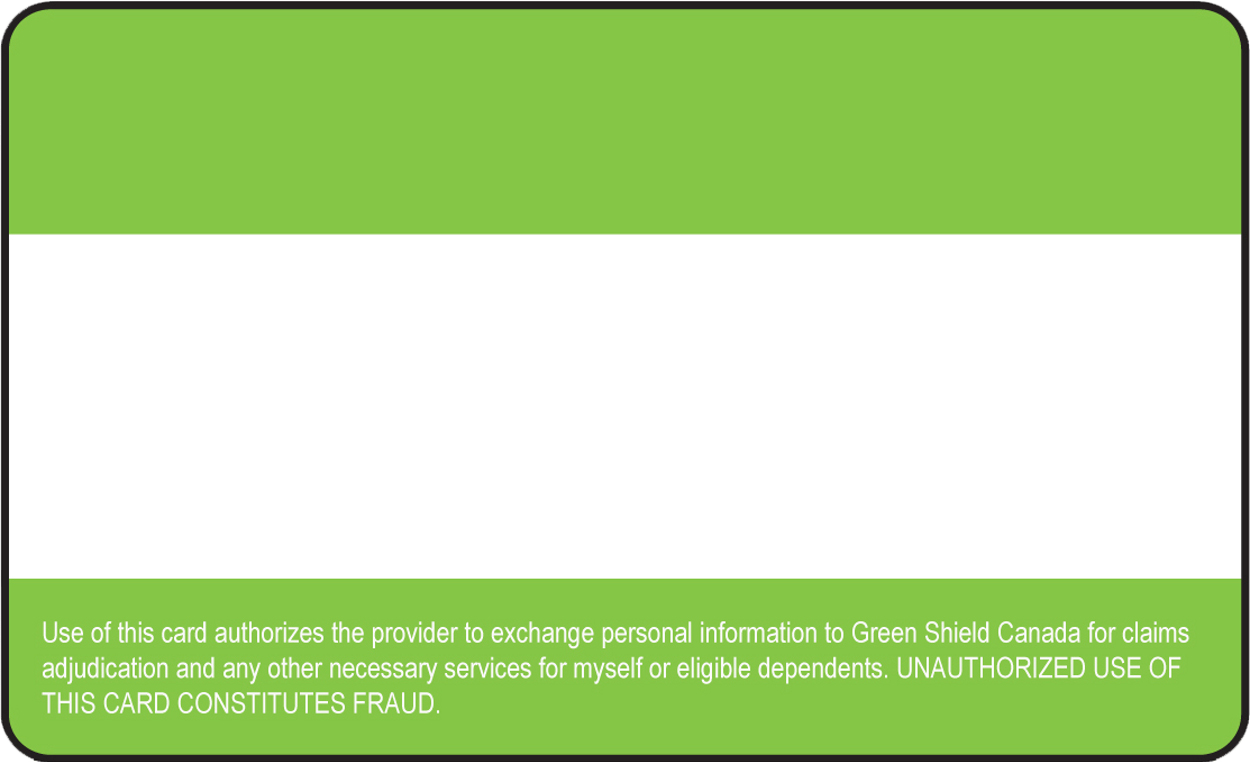 Use of this card authorizes the provider to exchange personal information to Green Shield Canada for claims
adjudication and any other necessary services for myself or eligible dependents. UNAUTHORIZED USE OF
THIS CARD CONSTITUTES FRAUD.